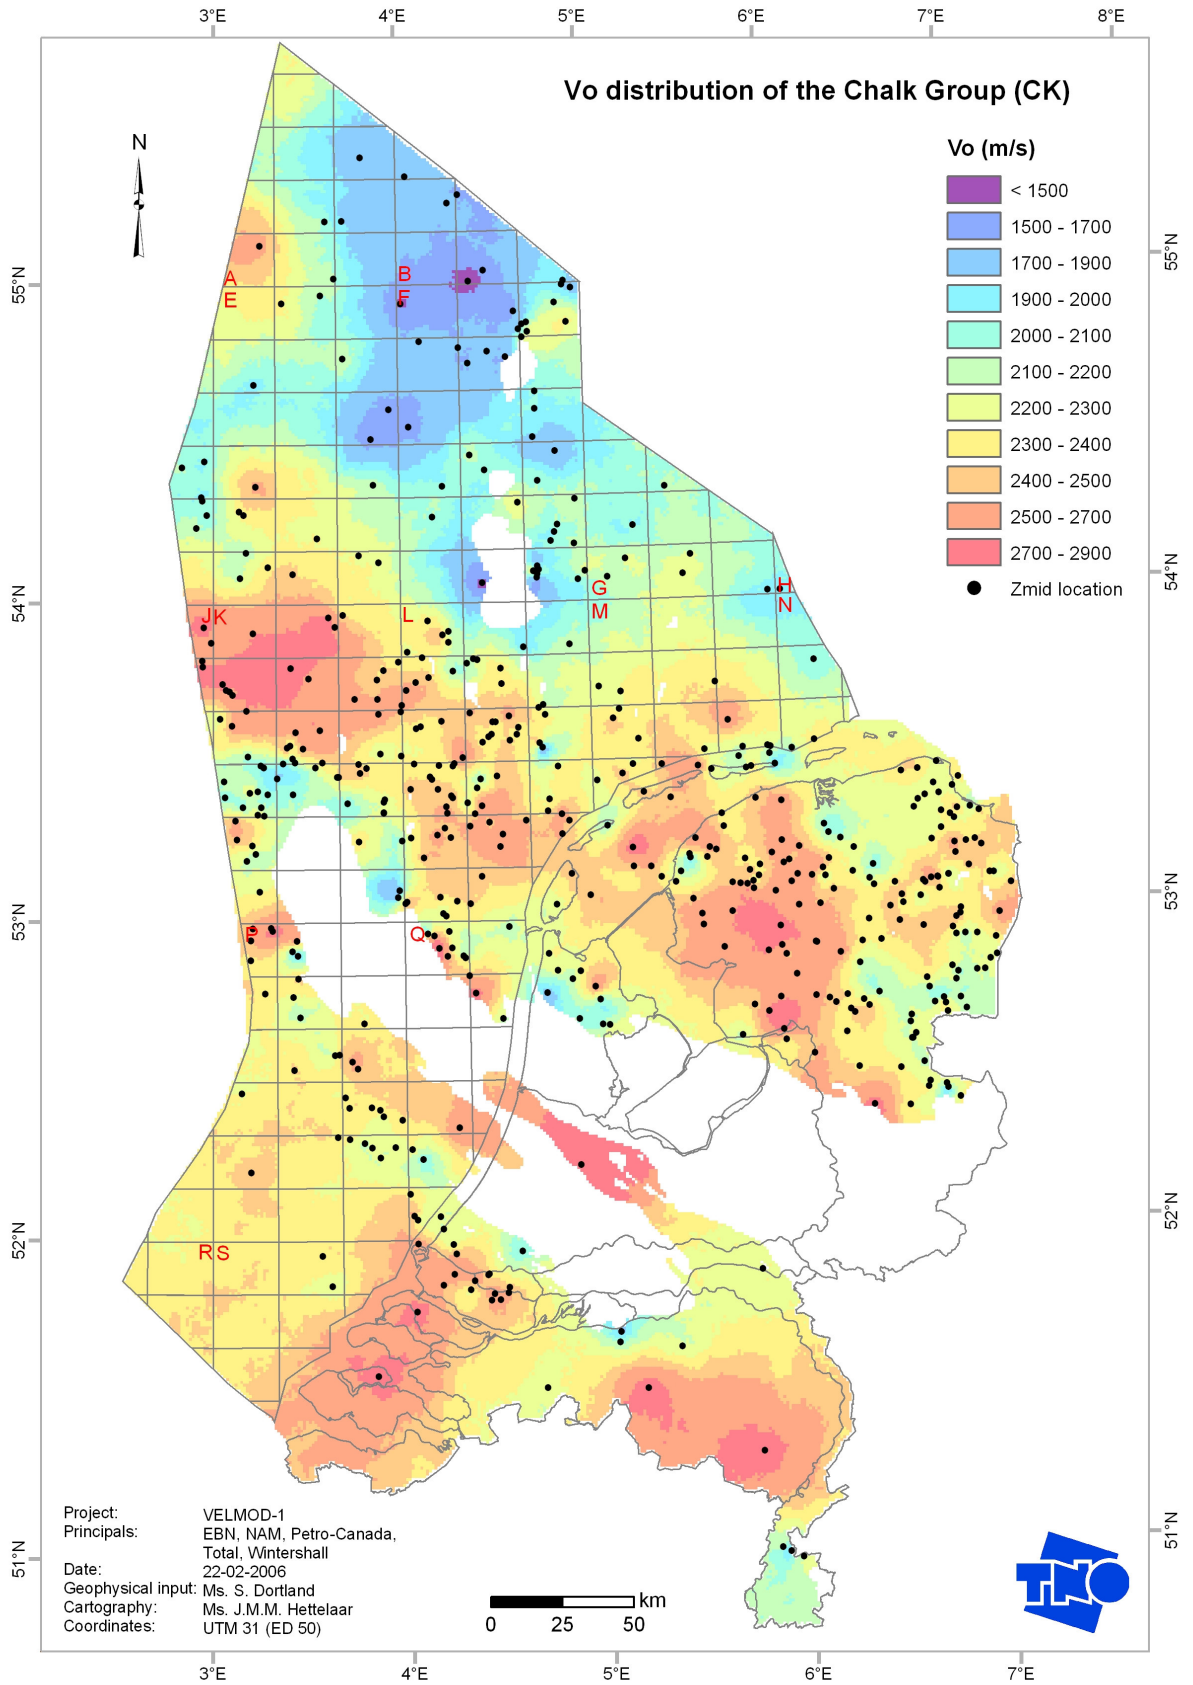 3°E 4°E 5°E 6°E 7°E 8°E
Vo distribution of the Chalk Group (CK)
N
Vo (m/s)
< 1500
1500 - 1700
1700 - 1900
1900 - 2000
2000 - 2100
2100 - 2200
2200 - 2300
2300 - 2400
2400 - 2500
2500 - 2700
2700 - 2900
Zmid location
55°N
55°N
A
E
B
F
54°N
54°N
G
M
H
N
JK
L
53°N
53°N
P
Q
52°N
52°N
RS
51°N
51°N
Project: VELMOD-1
Principals: EBN, NAM, Petro-Canada,
Total, Wintershall
Date: 22-02-2006
Geophysical input: Ms. S. Dortland
Cartography: Ms. J.M.M. Hettelaar
Coordinates: UTM 31 (ED 50)
km
0 25 50
TNO
3°E 4°E 5°E 6°E 7°E